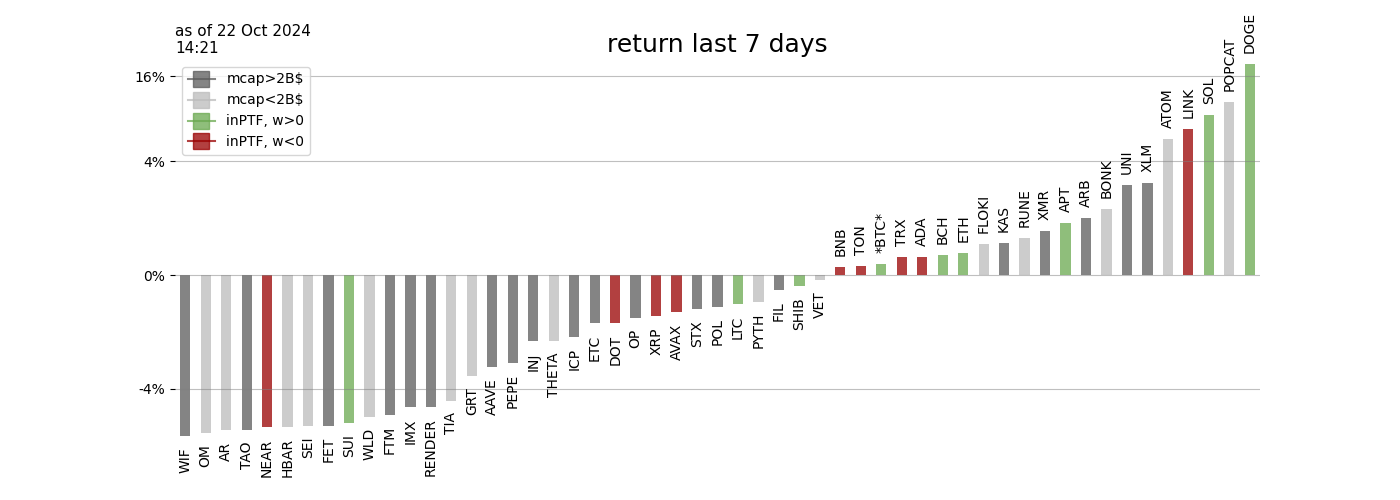 as of 22 Oct 2024
14:21
return last 7 days
mcap>2B$
mcap<2B$
inPTF, w>0
inPTF, w<0
16%
4%
0%
-4%
WIF
OM
AR
TAO
NEAR
HBAR
SEI
FET
SUI
WLD
FTM
IMX
RENDER
TIA
GRT
AAVE
PEPE
INJ
THETA
ICP
ETC
DOT
OP
XRP
AVAX
STX
POL
LTC
PYTH
FIL
SHIB
VET
BNB
TON
*BTC*
TRX
ADA
BCH
ETH
FLOKI
KAS
RUNE
XMR
APT
ARB
BONK
UNI
XLM
ATOM
LINK
SOL
POPCAT
DOGE